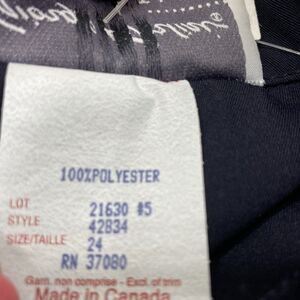 100%POLYESTER
LOT 21630 #5
STYLE 42834
SIZE/TAILLE 24
RN 37080
Garn. non comprise - Excl. of trim
Made in Canada